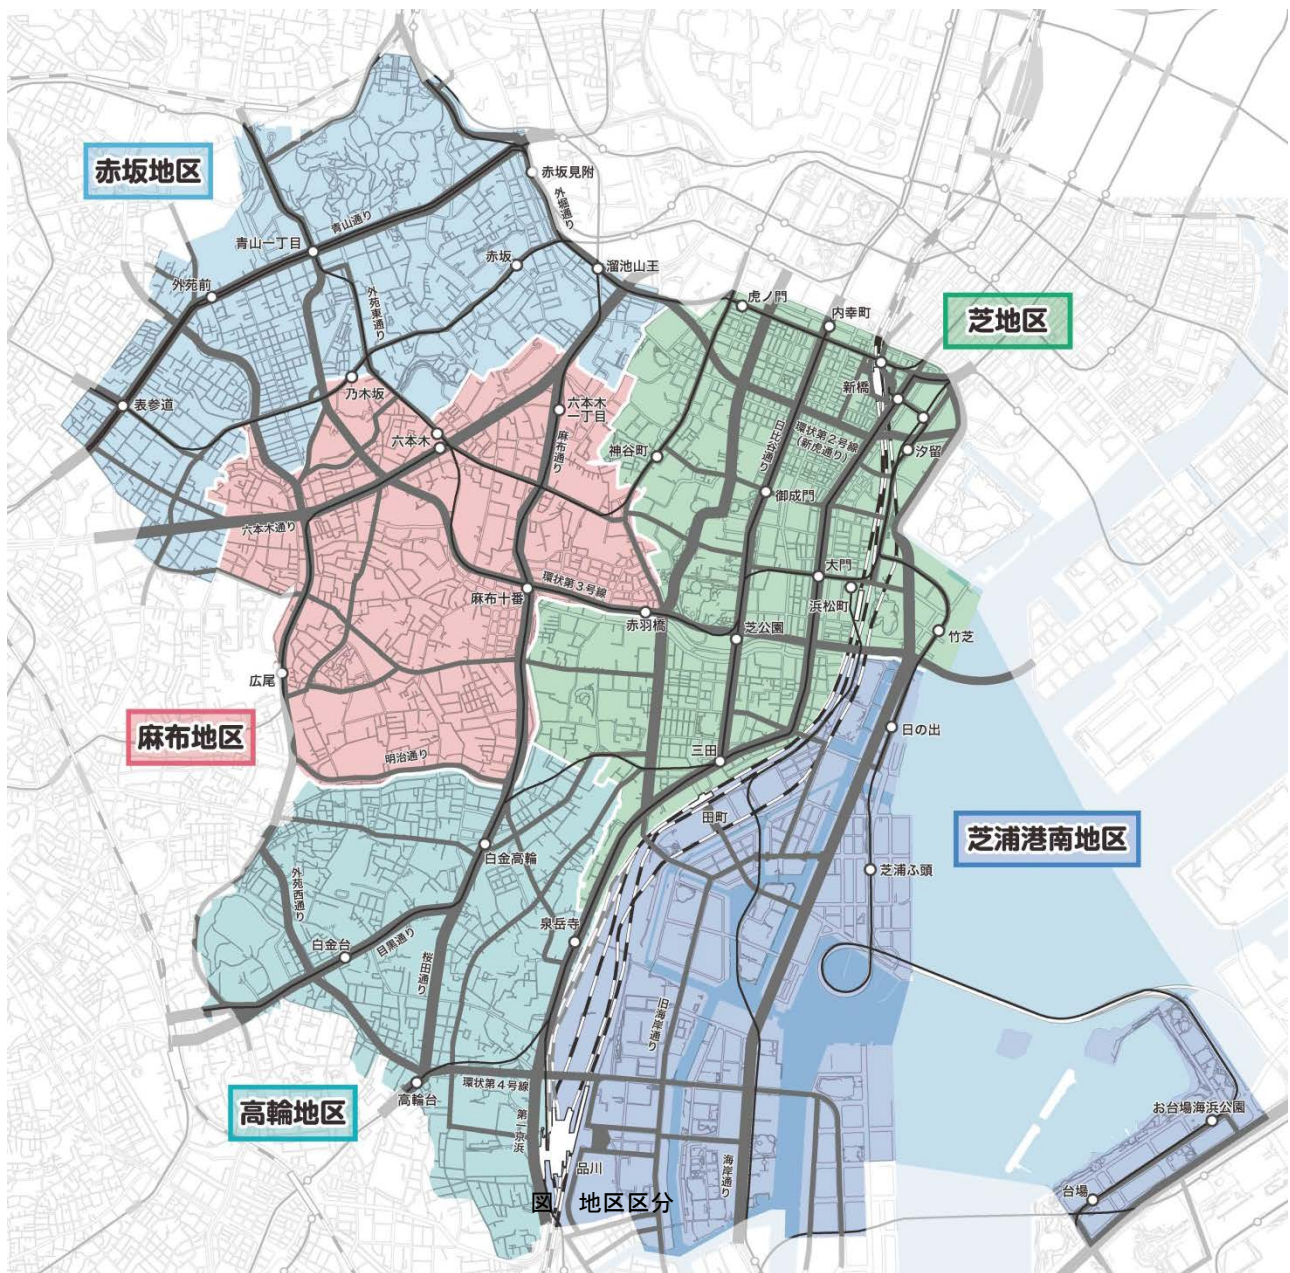 赤坂地区
赤坂見附
外堀通り
青山通り
青山一丁目
赤坂
溜池山王
外苑前
外苑東通り
虎ノ門
内幸町
芝地区
新橋
乃木坂
表参道
六本木
六本木
一丁目
麻布通り
神谷町
日比谷通り
環状第2号線
(新虎通り)
汐留
御成門
六本木通り
大門
環状第3号線
麻布十番
浜松町
赤羽橋
芝公園
竹芝
広尾
麻布地区
日の出
三田
明治通り
田町
芝浦港南地区
白金高輪
芝浦ふ頭
外苑西通り
泉岳寺
白金台
目黒通り
桜田通り
旧海岸通り
環状第4号線
高輪台
高輪地区
第一京浜
お台場海浜公園
品川
海岸通り
台場
図 地区区分